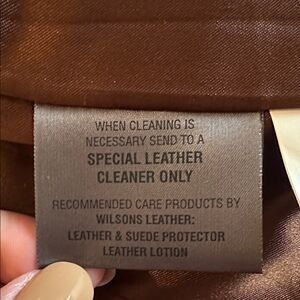 WHEN CLEANING IS
NECESSARY SEND TO A
SPECIAL LEATHER
CLEANER ONLY
RECOMMENDED CARE PRODUCTS BY
WILSONS LEATHER:
LEATHER & SUEDE PROTECTOR
LEATHER LOTION